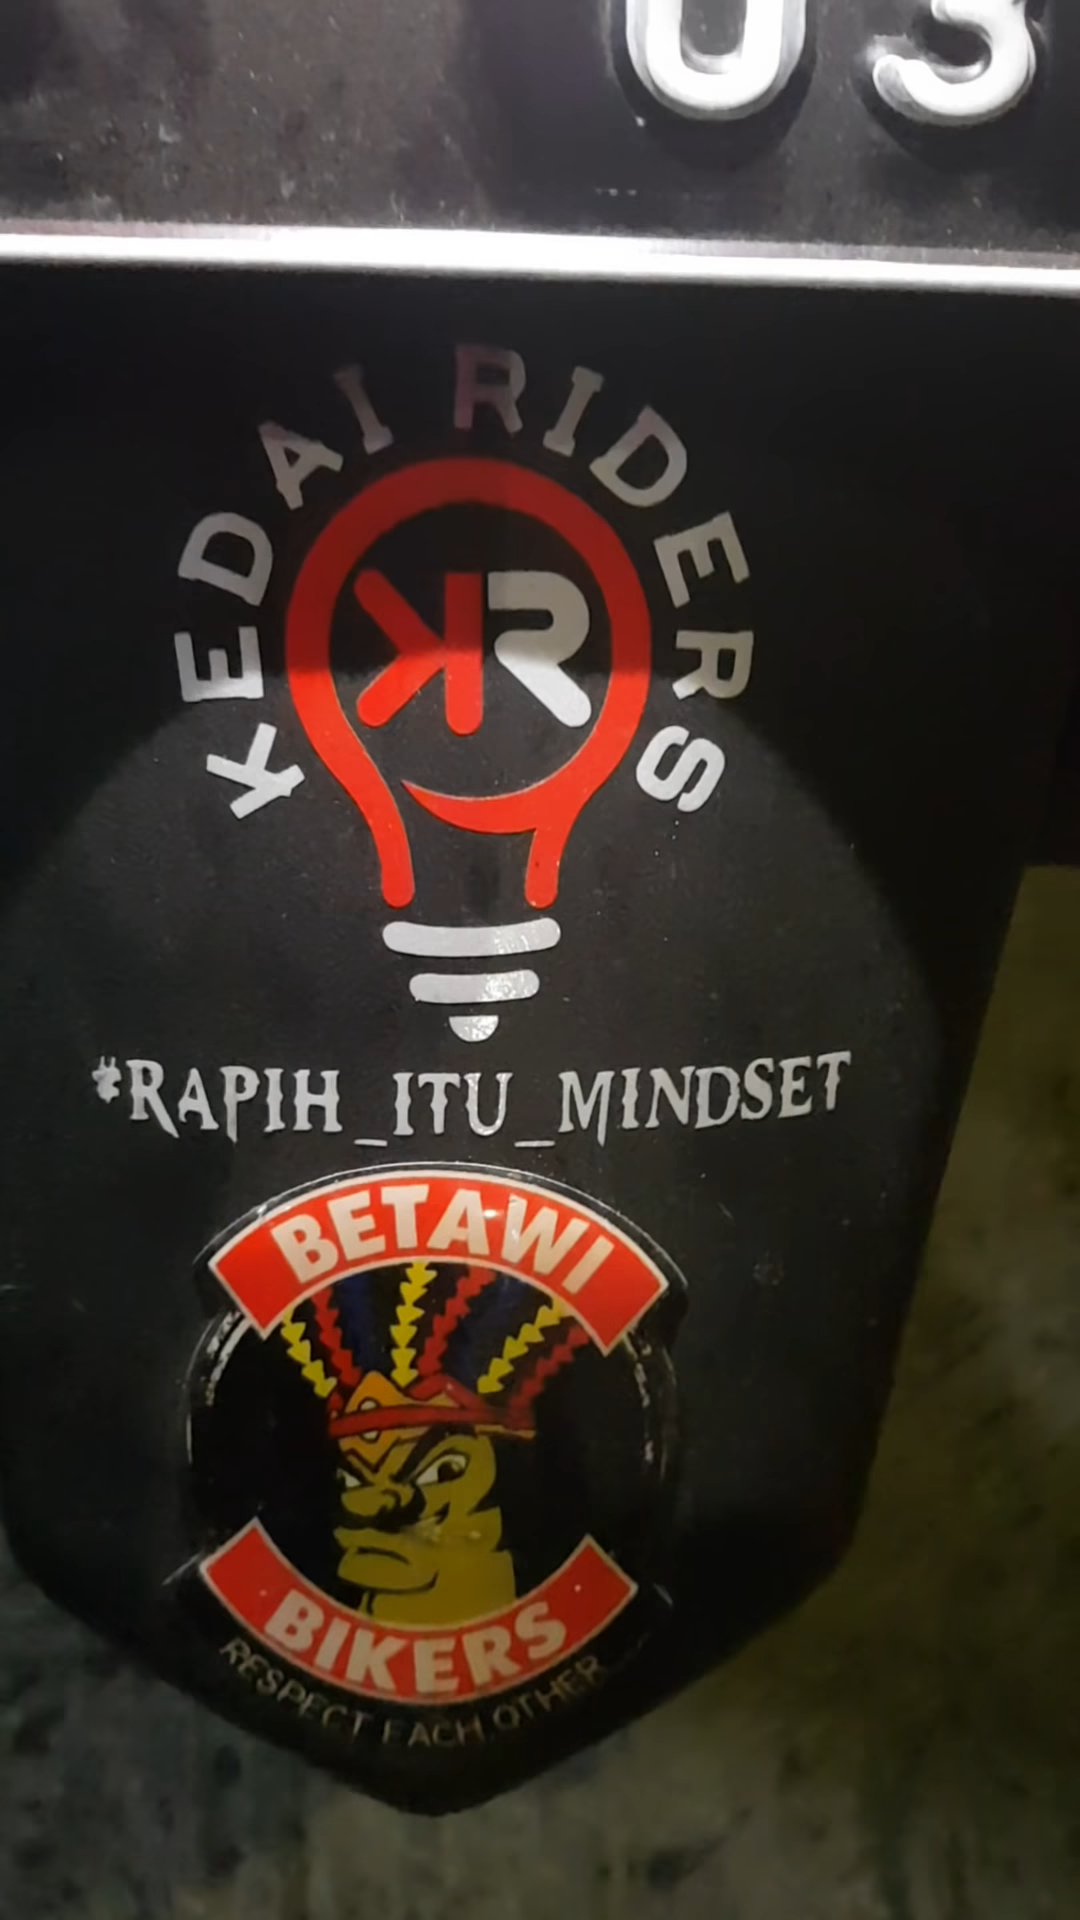 03
KEDAI RIDERS
KR
#RAPIH_ITU_MINDSET
BETAWI
BIKERS
RESPECT EACH OTHER